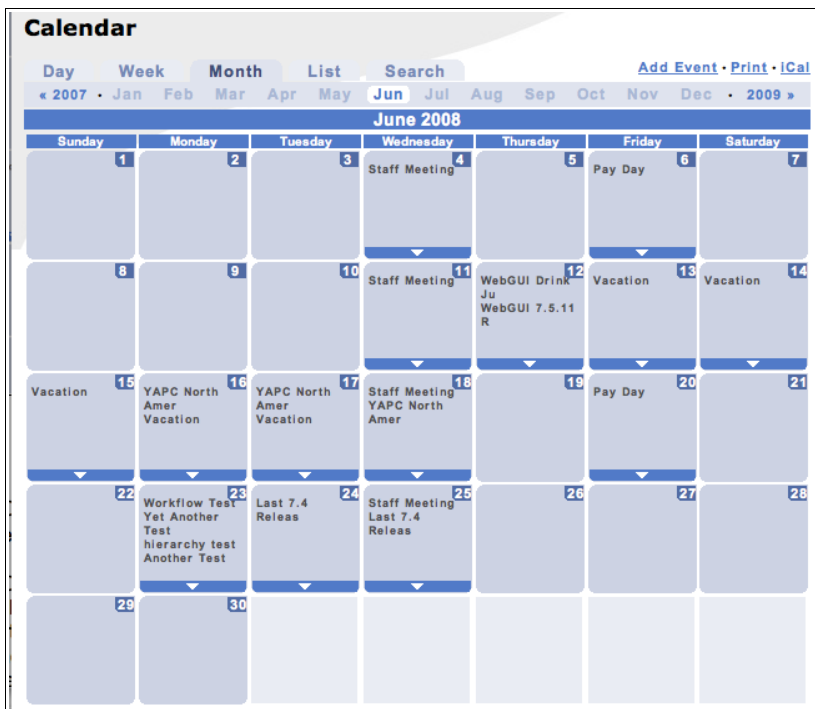 Calendar
Day Week Month List Search Add Event · Print · iCal
« 2007 · Jan Feb Mar Apr May Jun Jul Aug Sep Oct Nov Dec · 2009 »
June 2008
Sunday Monday Tuesday Wednesday Thursday Friday Saturday
1 2 3 4 5 6 7
Staff Meeting Pay Day
8 9 10 11 12 13 14
Staff Meeting WebGUI Drink Vacation Vacation
Ju
WebGUI 7.5.11
R
15 16 17 18 19 20 21
Vacation YAPC North YAPC North Staff Meeting Pay Day
Amer Amer YAPC North
Vacation Vacation Amer
22 23 24 25 26 27 28
Workflow Test Last 7.4 Staff Meeting
Yet Another Releas Last 7.4
Test Releas
hierarchy test
Another Test
29 30